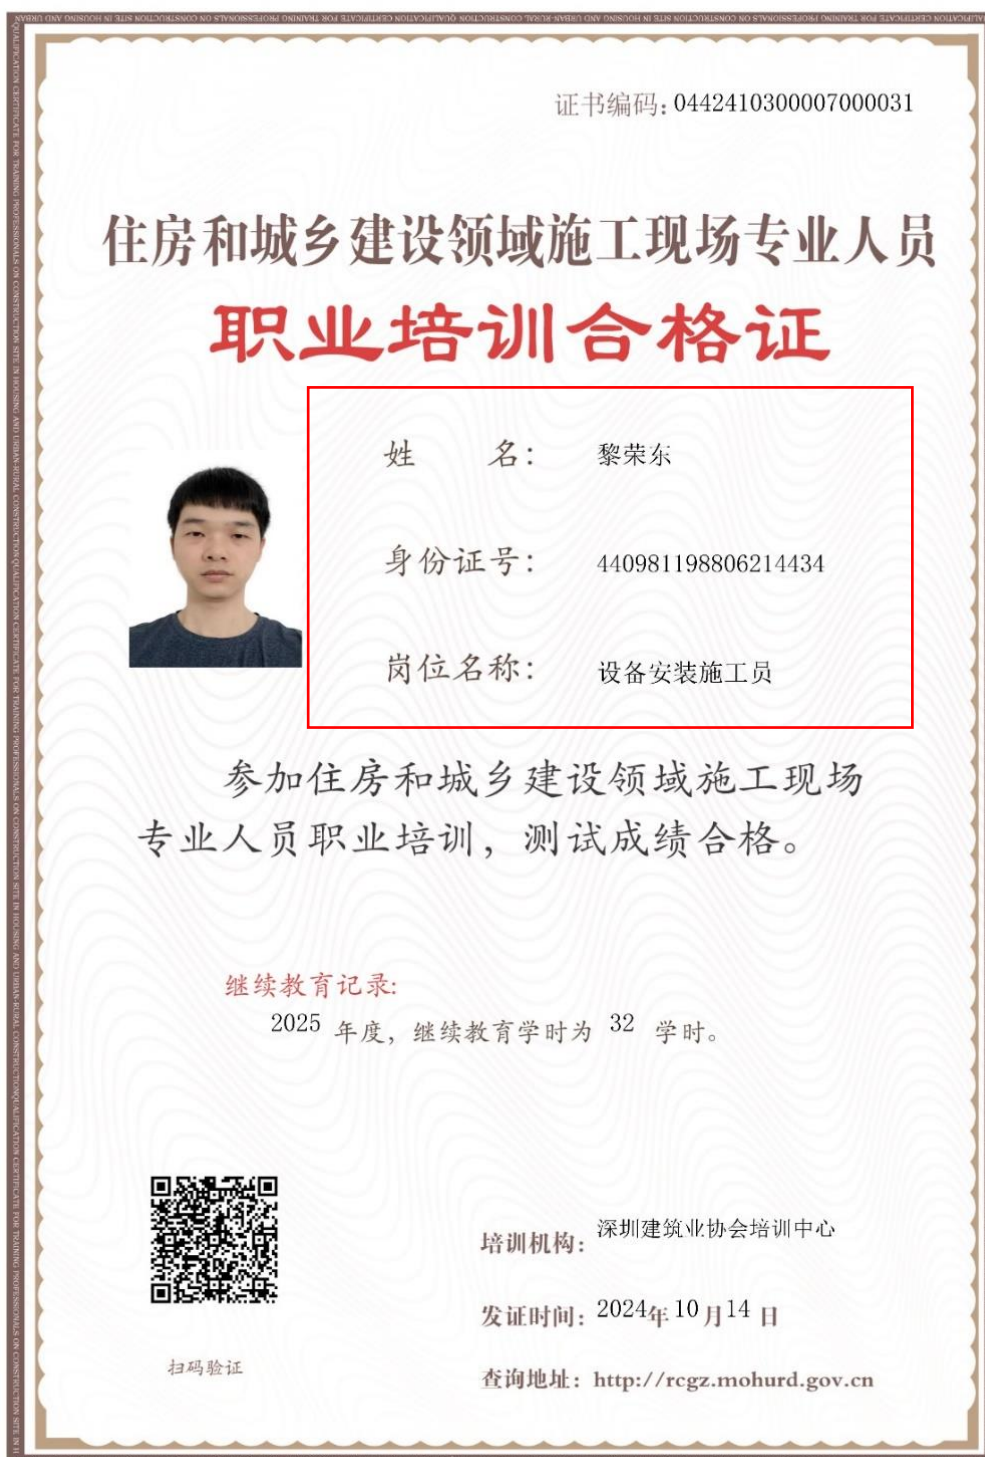 证书编码：0442410300007000031
住房和城乡建设领域施工现场专业人员
职业培训合格证
姓 名： 黎荣东
身份证号： 440981198806214434
岗位名称： 设备安装施工员
参加住房和城乡建设领域施工现场
专业人员职业培训，测试成绩合格。
继续教育记录:
2025 年度，继续教育学时为 32 学时。
培训机构：深圳建筑业协会培训中心
发证时间：2024年10月14日
扫码验证
查询地址：http://rcgz.mohurd.gov.cn